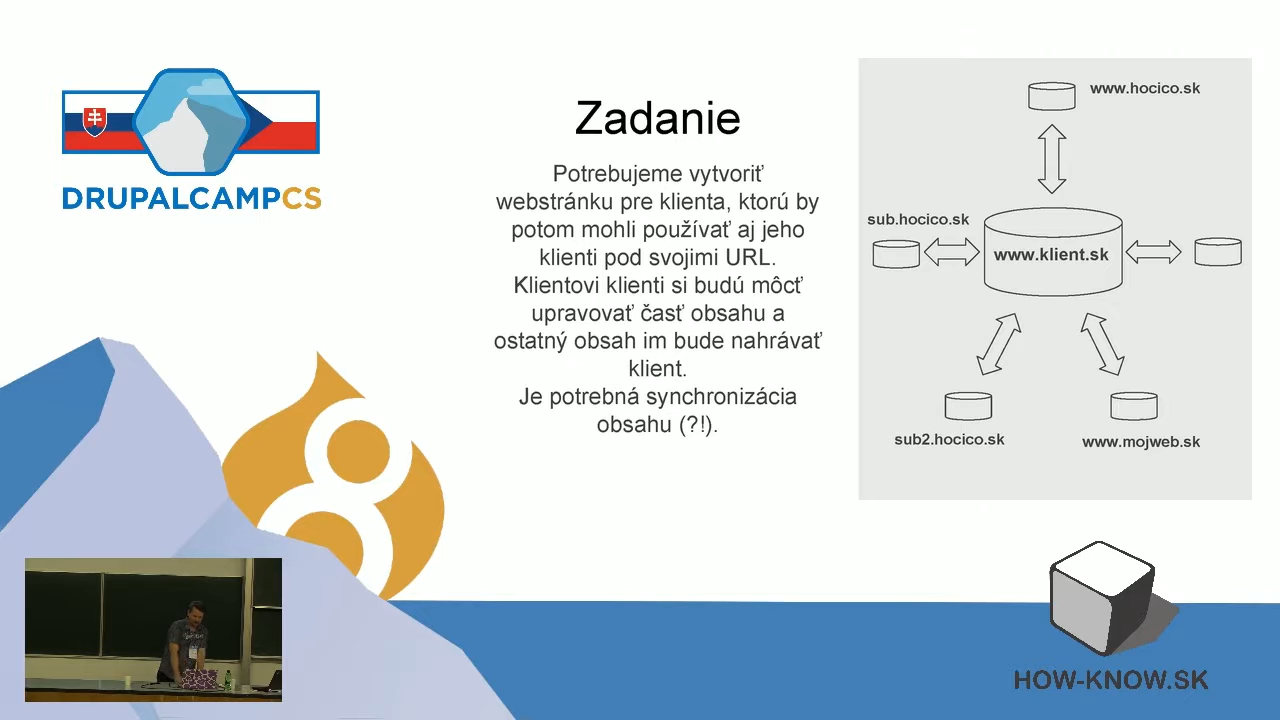 DRUPALCAMPCS
Zadanie
Potrebujeme vytvoriť
webstránku pre klienta, ktorú by
potom mohli používať aj jeho
klienti pod svojimi URL.
Klientovi klienti si budú môcť
upravovať časť obsahu a
ostatný obsah im bude nahrávať
klient.
Je potrebná synchronizácia
obsahu (?!).
www.hocico.sk
sub.hocico.sk
www.klient.sk
sub2.hocico.sk
www.mojweb.sk
HOW-KNOW.SK